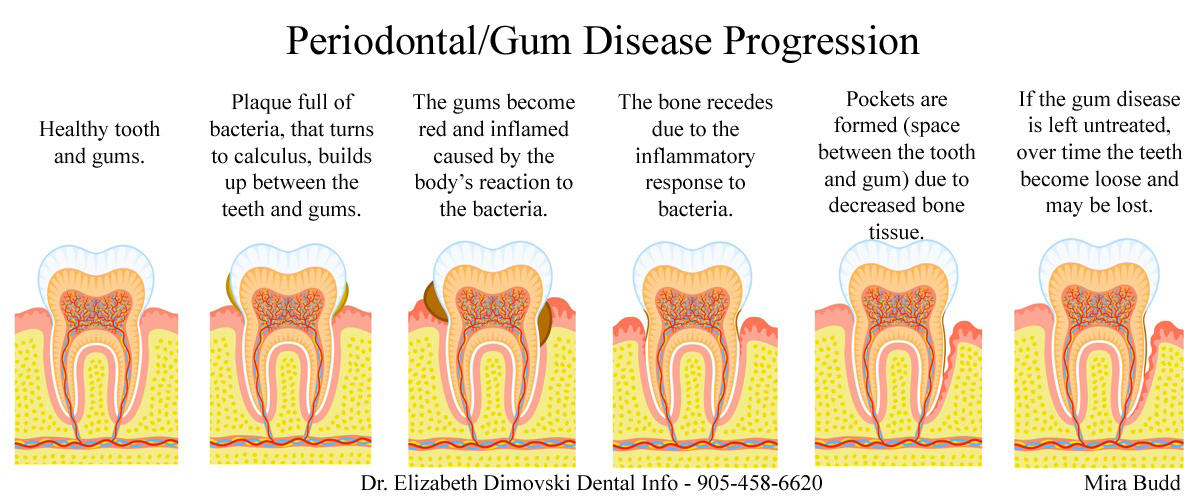 Periodontal/Gum Disease Progression
Healthy tooth
and gums.
Plaque full of
bacteria, that turns
to calculus, builds
up between the
teeth and gums.
The gums become
red and inflamed
caused by the
body’s reaction to
the bacteria.
The bone recedes
due to the
inflammatory
response to
bacteria.
Pockets are
formed (space
between the tooth
and gum) due to
decreased bone
tissue.
If the gum disease
is left untreated,
over time the teeth
become loose and
may be lost.
Dr. Elizabeth Dimovski Dental Info - 905-458-6620
Mira Budd